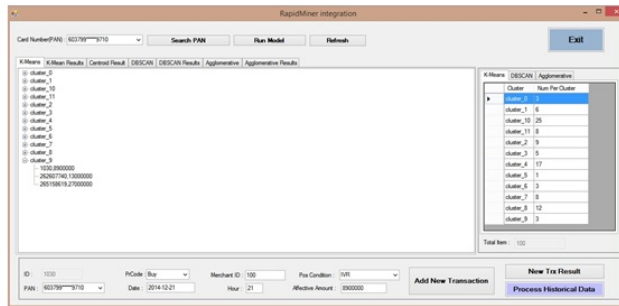 RapidMiner integration
Card Number(PAN) : 603799*****9710 Search PAN Run Model Refresh Exit
K-Means K-Mean Results Centroid Result DBSCAN DBSCAN Results Agglomerative Agglomerative Results
cluster_0
cluster_1
cluster_10
cluster_11
cluster_2
cluster_3
cluster_4
cluster_5
cluster_6
cluster_7
cluster_8
cluster_9
1030,8900000
262607740,13000000
265158619,27000000
K-Means DBSCAN Agglomerative
Cluster Num Per Cluster
cluster_0 3
cluster_1 6
cluster_10 25
cluster_11 8
cluster_2 9
cluster_3 5
cluster_4 17
cluster_5 1
cluster_6 3
cluster_7 8
cluster_8 12
cluster_9 3
Total Item : 100
ID : 1030 PrCode : Buy Merchant ID : 100 Pos Condition : IVR
PAN : 603799*****9710 Date : 2014-12-21 Hour : 21 Affective Amount : 8900000
Add New Transaction
New Trx Result
Process Historical Data